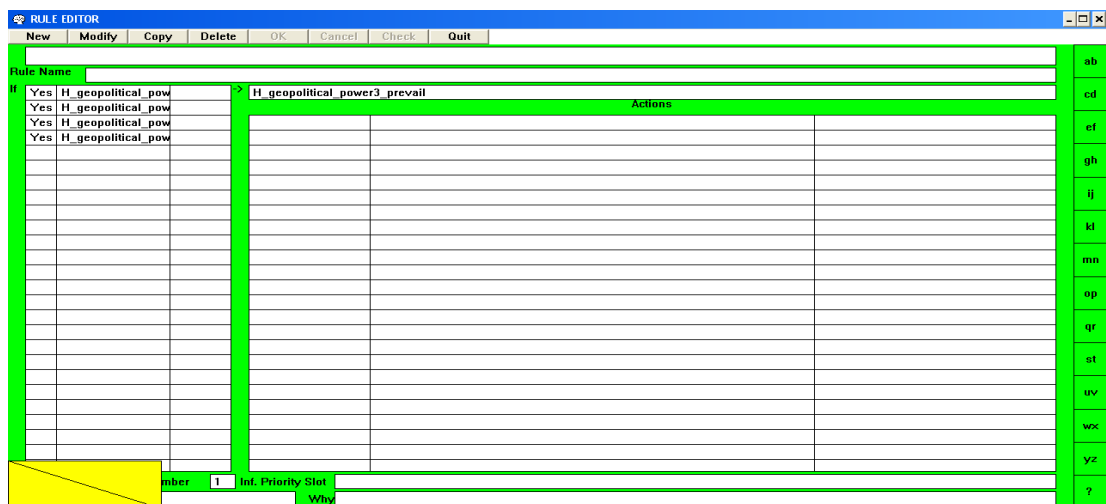 RULE EDITOR
New Modify Copy Delete OK Cancel Check Quit
Rule Name
If Yes H_geopolitical_pow -> H_geopolitical_power3_prevail
Actions
Yes H_geopolitical_pow
Yes H_geopolitical_pow
Yes H_geopolitical_pow
mber 1 Inf. Priority Slot
Why
ab
cd
ef
gh
ij
kl
mn
op
qr
st
uv
wx
yz
?